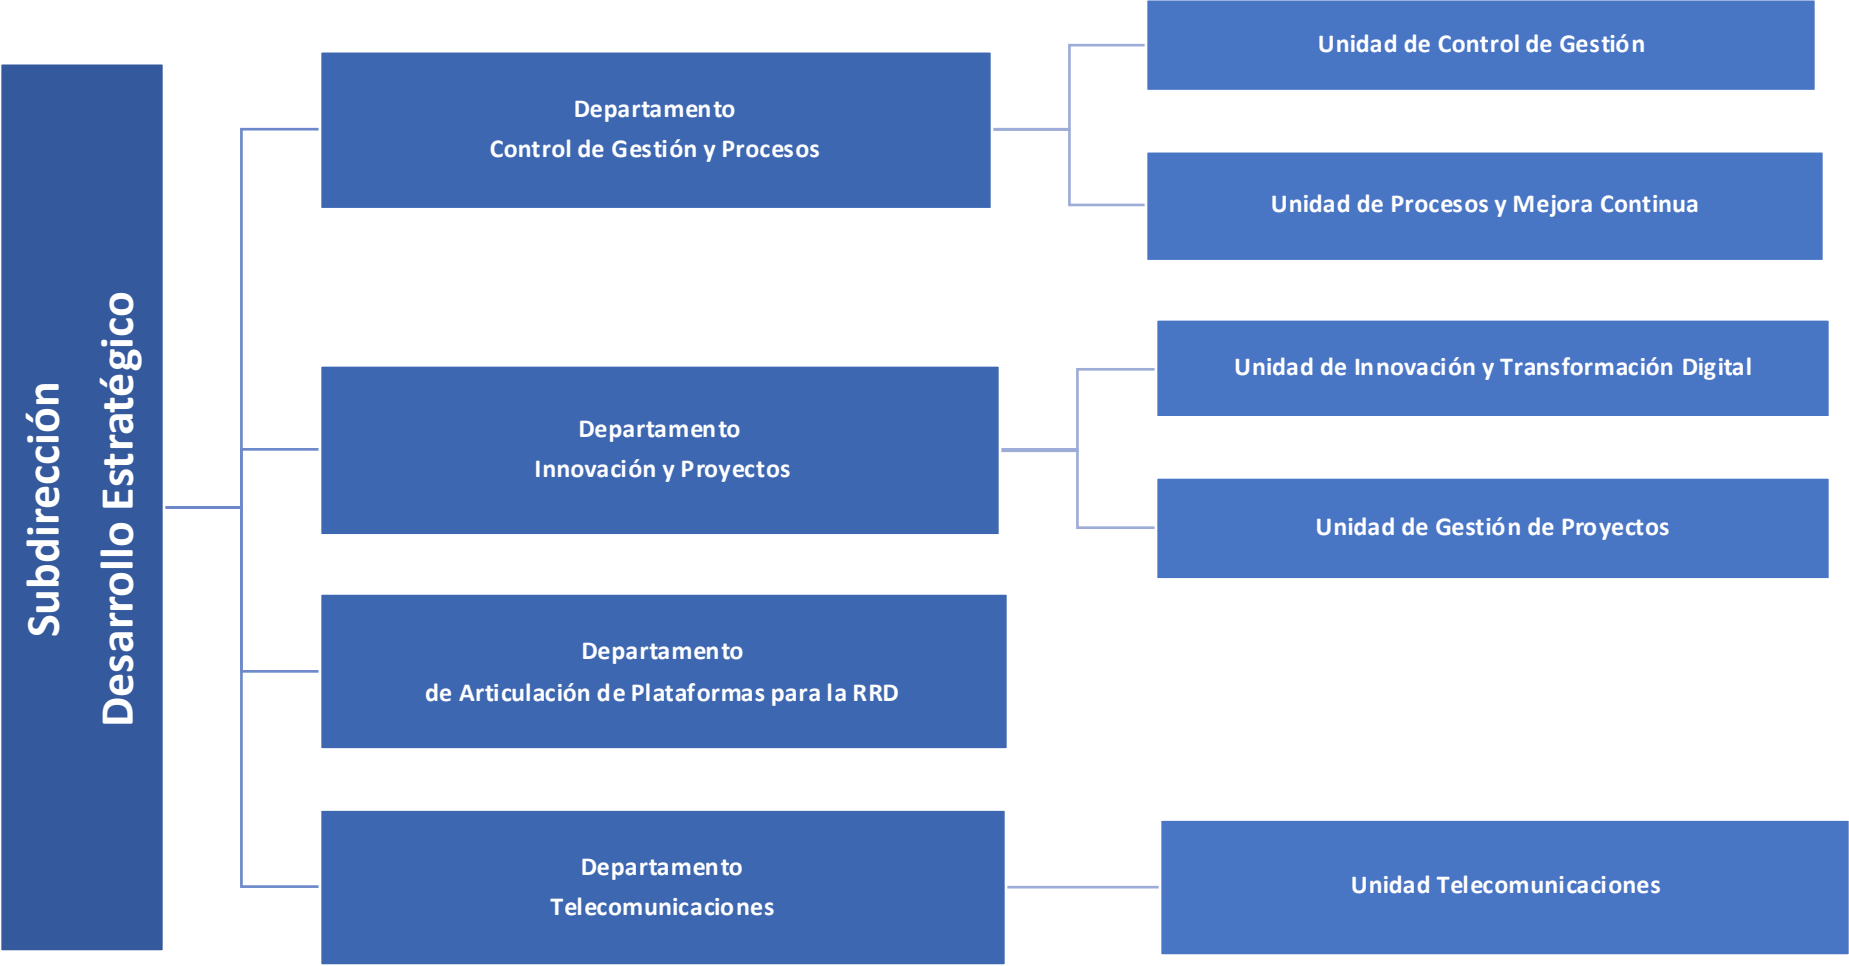 Subdirección
Desarrollo Estratégico
Departamento
Control de Gestión y Procesos
Unidad de Control de Gestión
Unidad de Procesos y Mejora Continua
Departamento
Innovación y Proyectos
Unidad de Innovación y Transformación Digital
Unidad de Gestión de Proyectos
Departamento
de Articulación de Plataformas para la RRD
Departamento
Telecomunicaciones
Unidad Telecomunicaciones